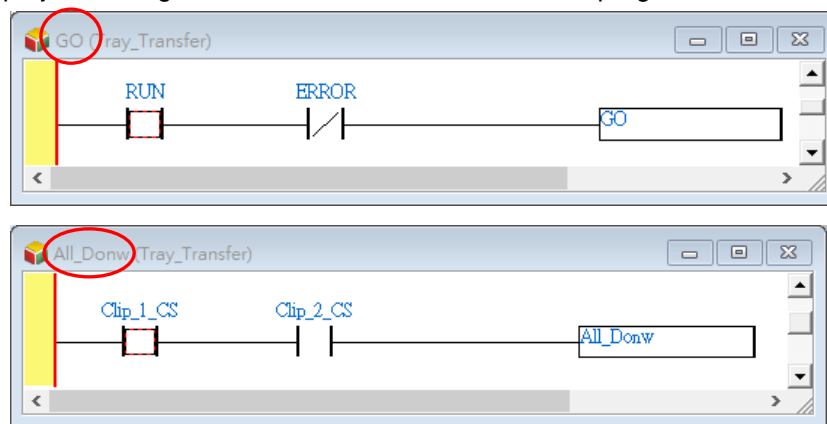 GO (Tray_Transfer)
RUN ERROR
GO
All_Donw (Tray_Transfer)
Clip_1_CS Clip_2_CS
All_Donw